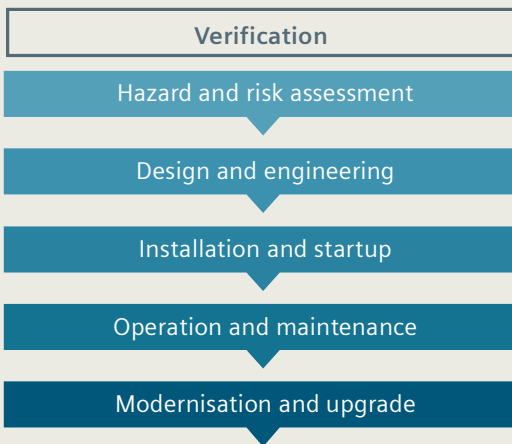 Verification
Hazard and risk assessment
Design and engineering
Installation and startup
Operation and maintenance
Modernisation and upgrade